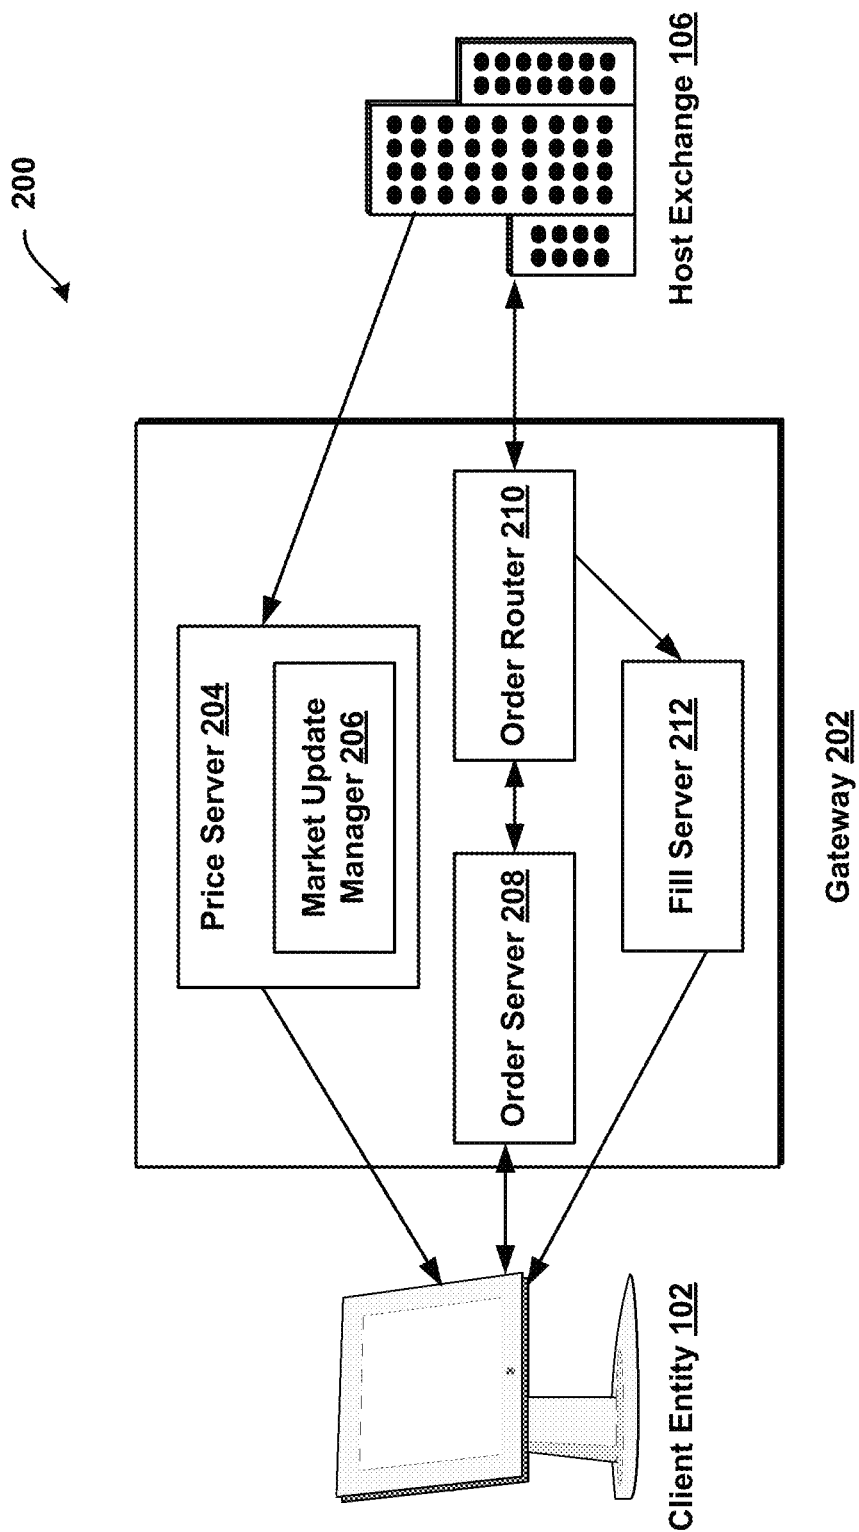 200
Price Server 204
Market Update
Manager 206
Order Server 208
Order Router 210
Fill Server 212
Client Entity 102
Host Exchange 106
Gateway 202